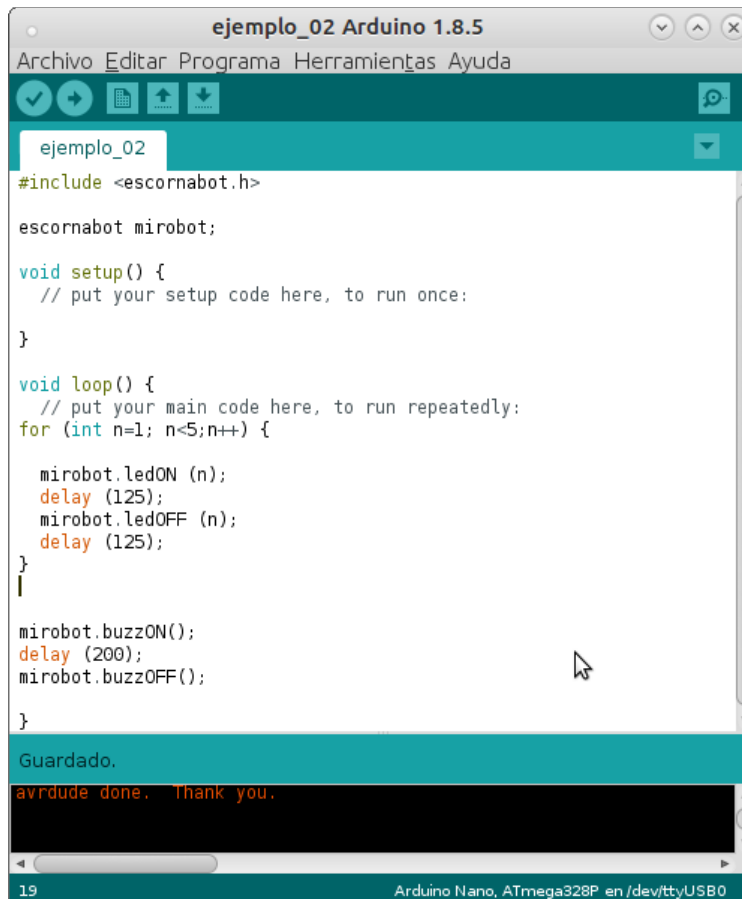 ejemplo_02 Arduino 1.8.5
Archivo Editar Programa Herramientas Ayuda
ejemplo_02
#include <escornabot.h>
escornabot mirobot;
void setup() {
// put your setup code here, to run once:
}
void loop() {
// put your main code here, to run repeatedly:
for (int n=1; n<5;n++) {
mirobot.ledON (n);
delay (125);
mirobot.ledOFF (n);
delay (125);
}
mirobot.buzzON();
delay (200);
mirobot.buzzOFF();
}
Guardado.
avrdude done.  Thank you.
19 Arduino Nano, ATmega328P en /dev/ttyUSB0